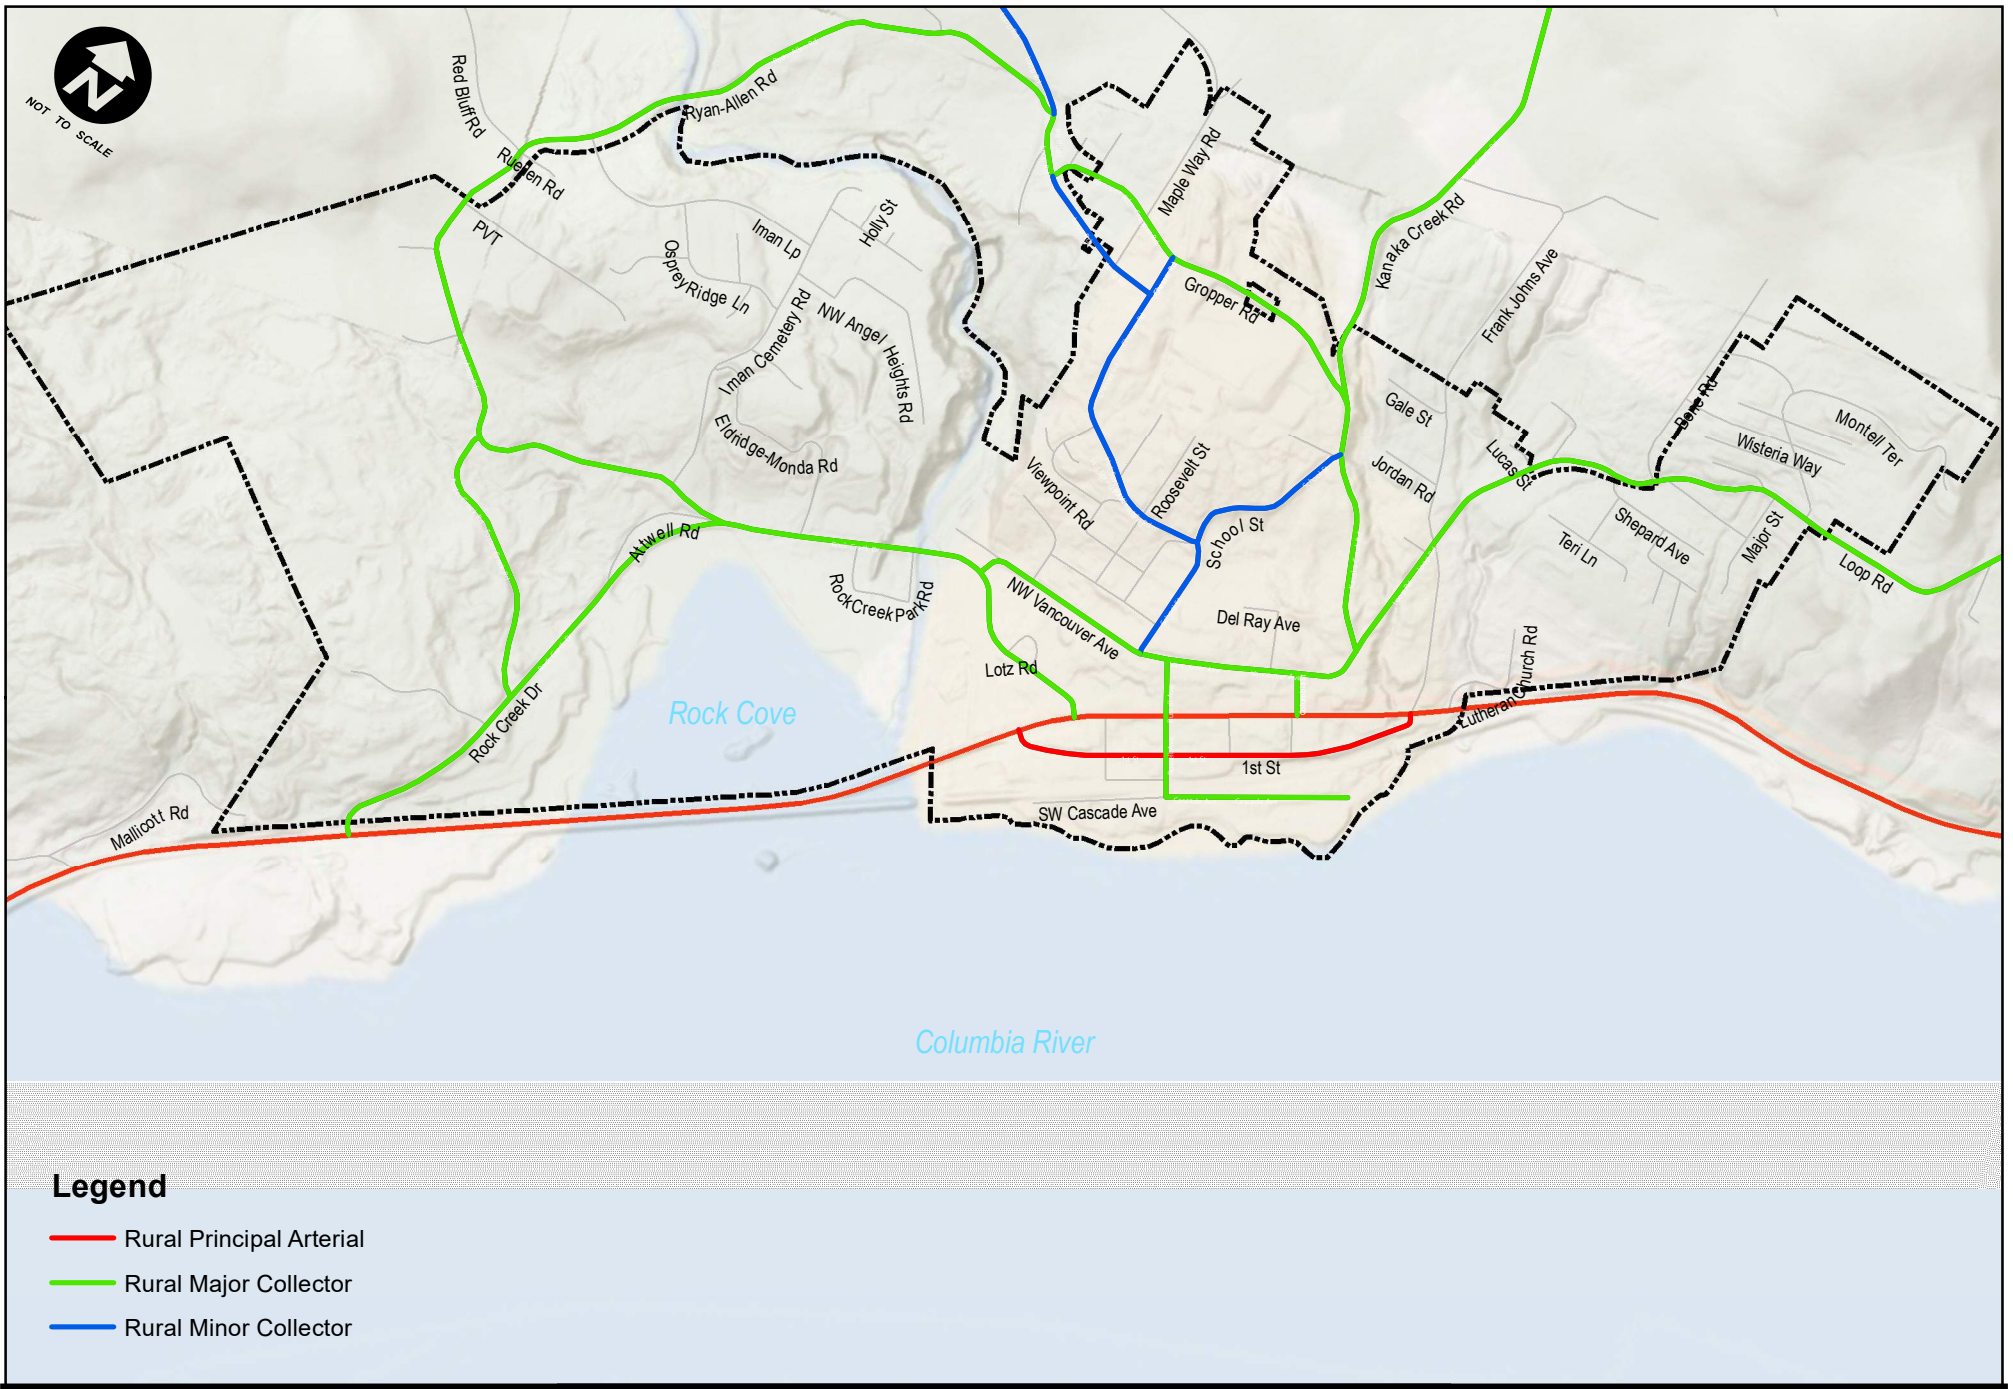 N
NOT TO SCALE
Red Bluff Rd
Ryan-Allen Rd
Ruegen Rd
PVT
Iman Lp
Holly St
Osprey Ridge Ln
Iman Cemetery Rd
NW Angel Heights Rd
Eldridge-Monda Rd
Maple Way Rd
Gropper Rd
Kanaka Creek Rd
Frank Johns Ave
Gale St
Jordan Rd
Lucas St
Bone Rd
Wisteria Way
Montell Ter
Viewpoint Rd
Roosevelt St
School St
Attwell Rd
Rock Creek Park Rd
NW Vancouver Ave
Del Ray Ave
Teri Ln
Shepard Ave
Major St
Loop Rd
Lotz Rd
Lutheran Church Rd
Rock Creek Dr
Rock Cove
1st St
SW Cascade Ave
Mallicott Rd
Columbia River
Legend
Rural Principal Arterial
Rural Major Collector
Rural Minor Collector